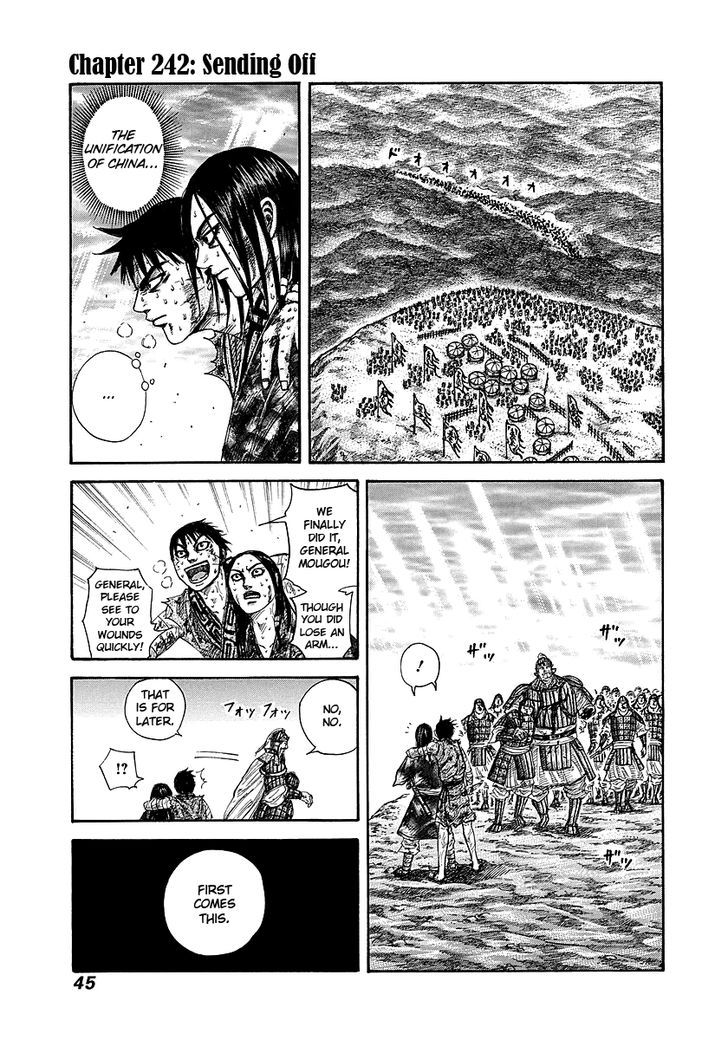 Chapter 242: Sending Off
ドオオオオオ
THE
UNIFICATION
OF CHINA...
...
ザッ
ザッ
!
ザッ
WE
FINALLY
DID IT,
GENERAL
MOUGOU!
THOUGH
YOU DID
LOSE AN
ARM...
GENERAL,
PLEASE
SEE TO
YOUR
WOUNDS
QUICKLY!
NO,
NO.
フォッ フォッ
THAT
IS FOR
LATER.
!?
FIRST
COMES
THIS.
45